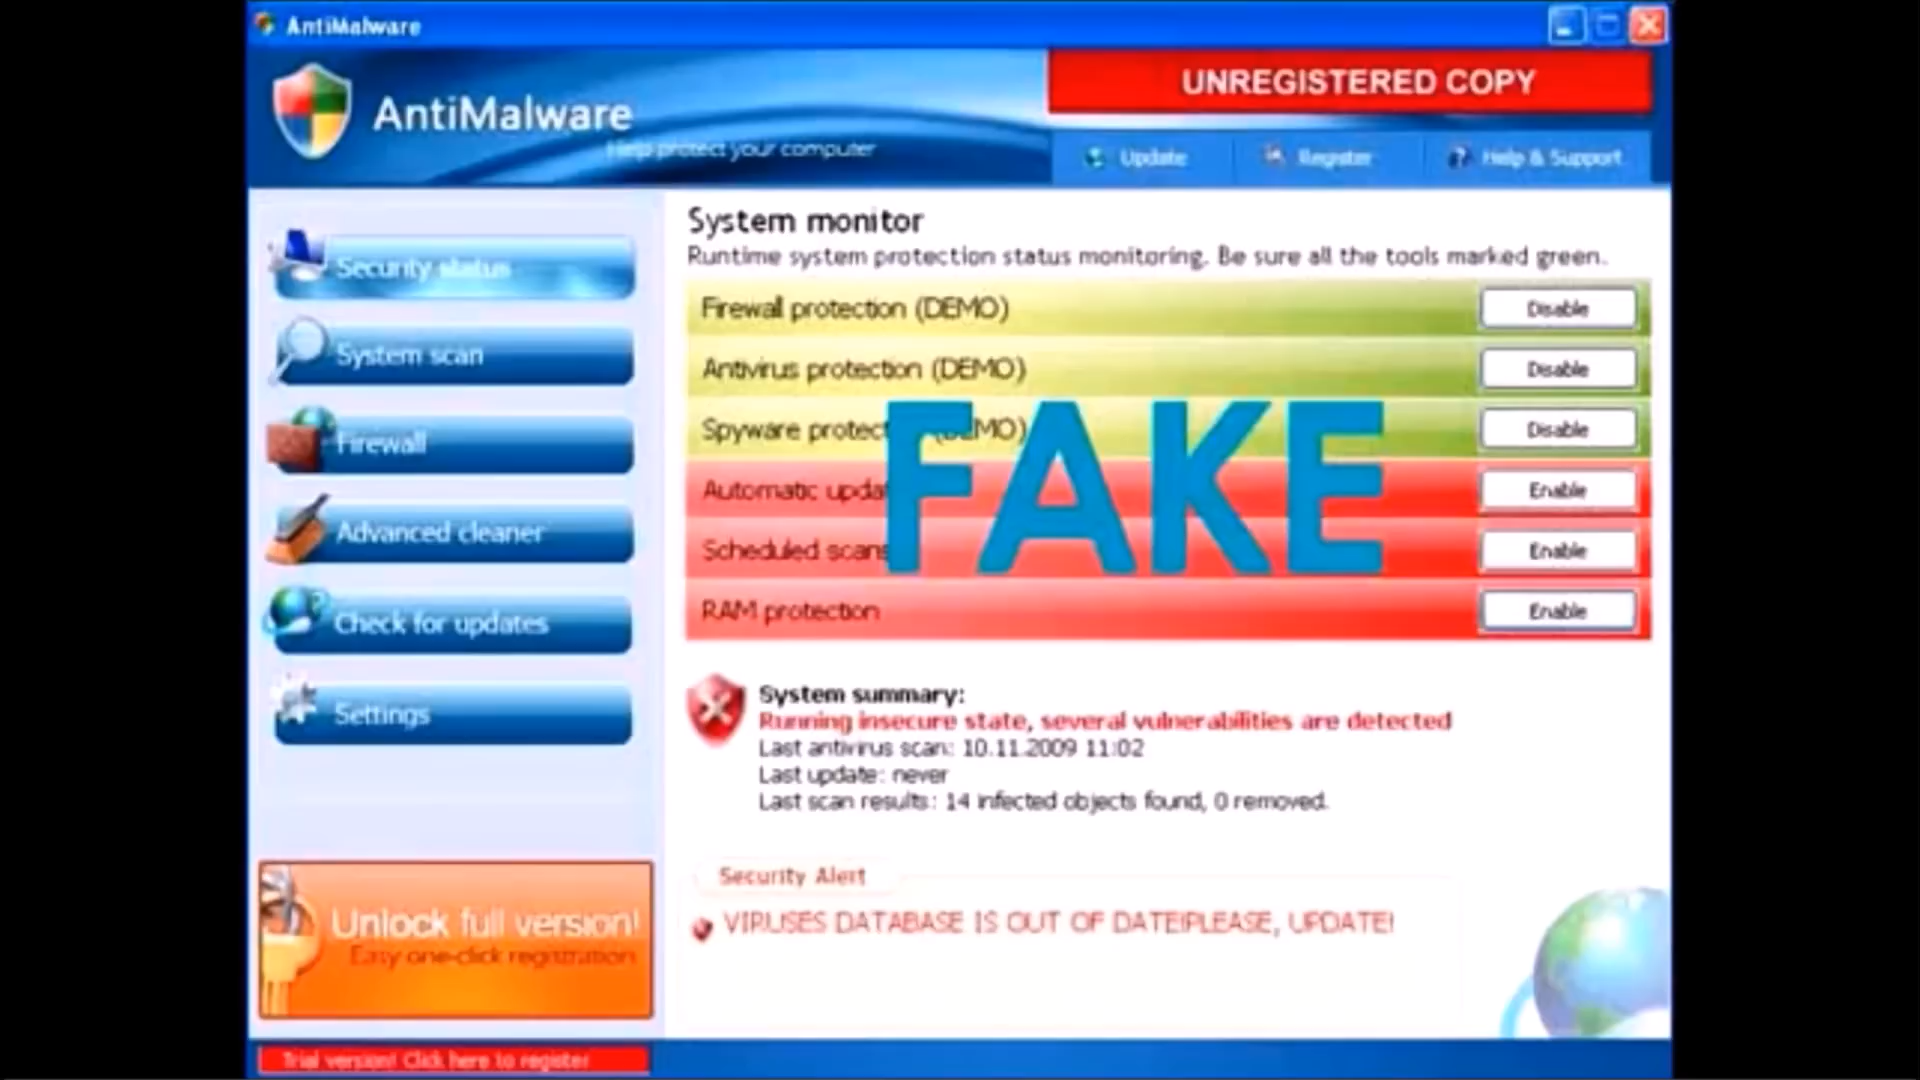 AntiMalware
AntiMalware
Help protect your computer
UNREGISTERED COPY
Update
Register
Help & Support
Security status
System scan
Firewall
Advanced cleaner
Check for updates
Settings
Unlock full version!
Easy one-click registration
Trial version! Click here to register
System monitor
Runtime system protection status monitoring. Be sure all the tools marked green.
Firewall protection (DEMO) Disable
Antivirus protection (DEMO) Disable
Spyware protect (DEMO) Disable
Automatic updat Enable
Scheduled scans Enable
RAM protection Enable
FAKE
System summary:
Running insecure state, several vulnerabilities are detected
Last antivirus scan: 10.11.2009 11:02
Last update: never
Last scan results: 14 infected objects found, 0 removed.
Security Alert
VIRUSES DATABASE IS OUT OF DATE!PLEASE, UPDATE!